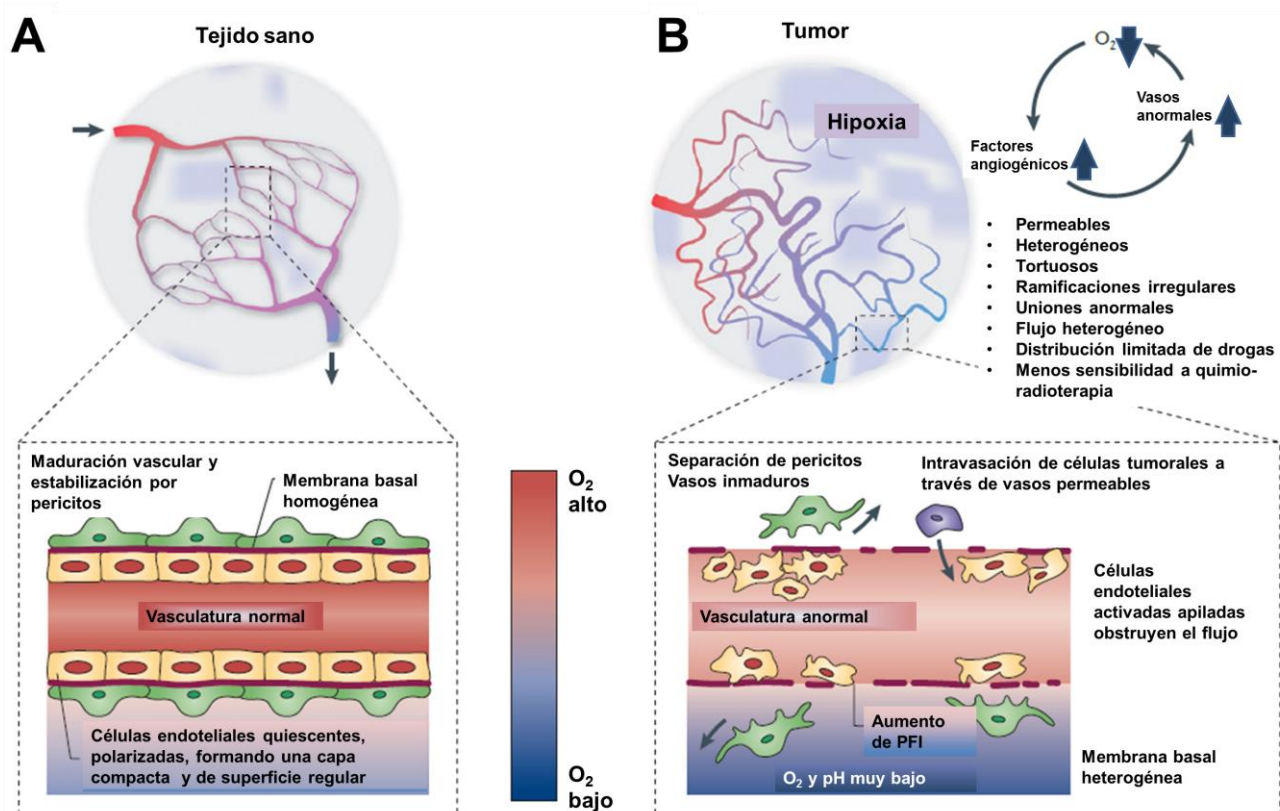 A
Tejido sano
Maduración vascular y
estabilización por
pericitos
Membrana basal
homogénea
Vasculatura normal
Células endoteliales quiescentes,
polarizadas, formando una capa
compacta y de superficie regular
O2
alto
O2
bajo
B
Tumor
Hipoxia
O2
Vasos
anormales
Factores
angiogénicos
• Permeables
• Heterogéneos
• Tortuosos
• Ramificaciones irregulares
• Uniones anormales
• Flujo heterogéneo
• Distribución limitada de drogas
• Menos sensibilidad a quimio-
radioterapia
Separación de pericitos
Vasos inmaduros
Intravasación de células tumorales a
través de vasos permeables
Vasculatura anormal
Células
endoteliales
activadas apiladas
obstruyen el flujo
Aumento
de PFI
O2 y pH muy bajo
Membrana basal
heterogénea